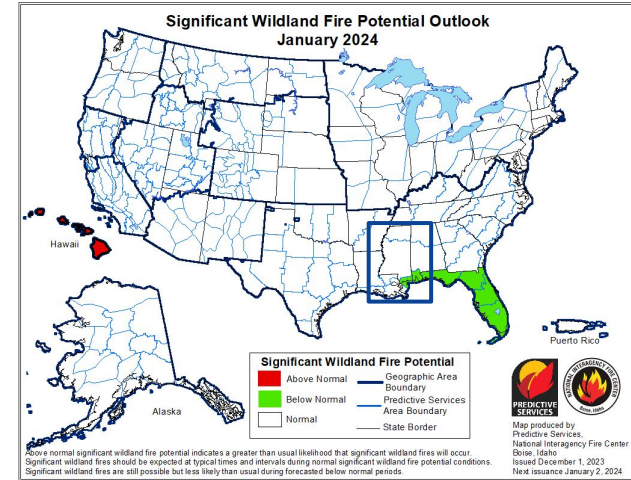 Significant Wildland Fire Potential Outlook
January 2024
Hawaii
Alaska
Puerto Rico
Significant Wildland Fire Potential
Above Normal
Below Normal
Normal
Geographic Area
Boundary
Predictive Services
Area Boundary
State Border
PREDICTIVE
SERVICES
NATIONAL INTERAGENCY FIRE CENTER
Boise, Idaho
Map produced by
Predictive Services,
National Interagency Fire Center
Boise, Idaho
Issued December 1, 2023
Next issuance January 2, 2024
Above normal significant wildland fire potential indicates a greater than usual likelihood that significant wildland fires will occur.
Significant wildland fires should be expected at typical times and intervals during normal significant wildland fire potential conditions.
Significant wildland fires are still possible but less likely than usual during forecasted below normal periods.